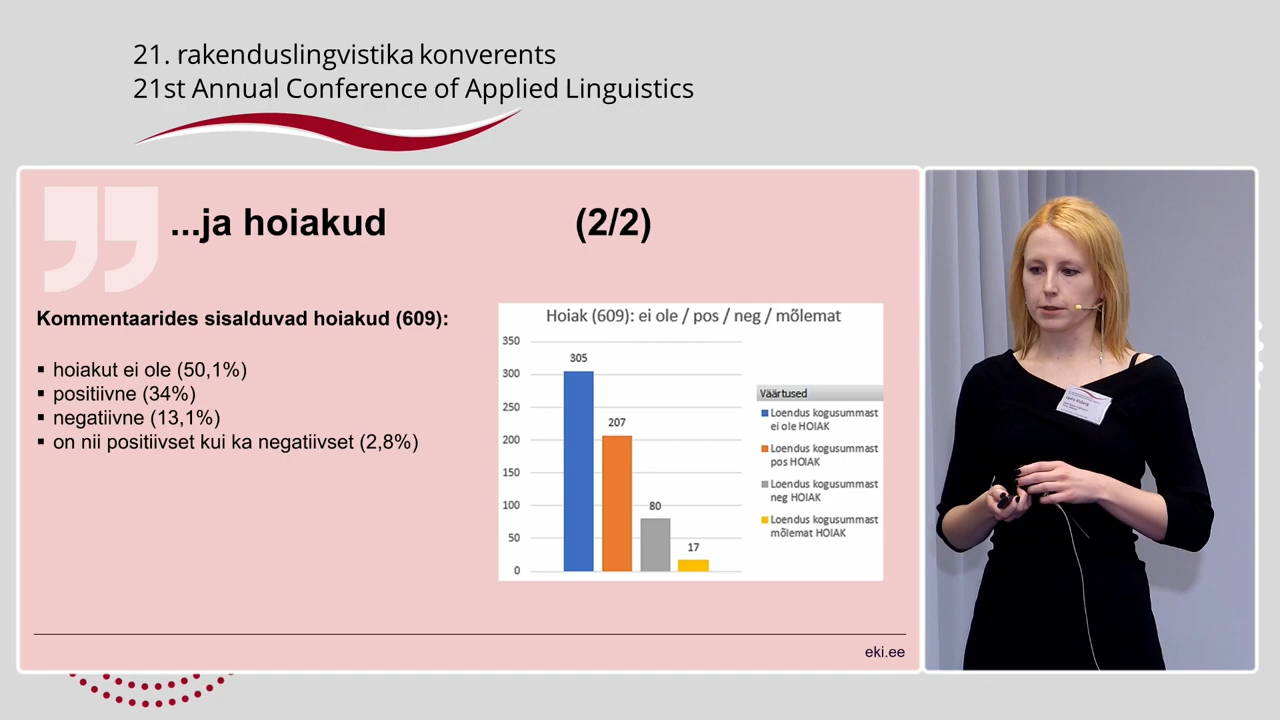 21. rakenduslingvistika konverents
21st Annual Conference of Applied Linguistics
...ja hoiakud (2/2)
Kommentaarides sisalduvad hoiakud (609):
▪ hoiakut ei ole (50,1%)
▪ positiivne (34%)
▪ negatiivne (13,1%)
▪ on nii positiivset kui ka negatiivset (2,8%)
Hoiak (609): ei ole / pos / neg / mõlemat
350
300
250
200
150
100
50
0
305
207
80
17
Väärtused
Loendus kogusummast
ei ole HOIAK
Loendus kogusummast
pos HOIAK
Loendus kogusummast
neg HOIAK
Loendus kogusummast
mõlemat HOIAK
eki.ee